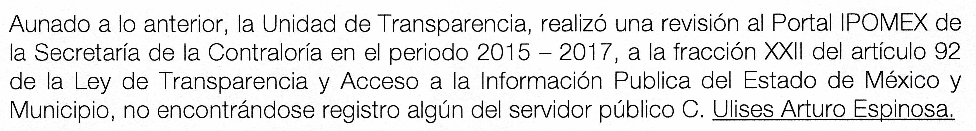 Aunado a lo anterior, la Unidad de Transparencia, realizó una revisión al Portal IPOMEX de
la Secretaría de la Contraloría en el periodo 2015 – 2017, a la fracción XXII del artículo 92
de la Ley de Transparencia y Acceso a la Información Publica del Estado de México y
Municipio, no encontrándose registro algún del servidor público C. Ulises Arturo Espinosa.